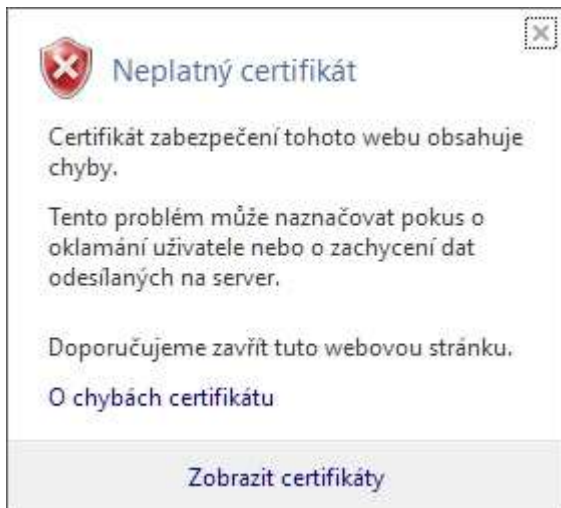 Neplatný certifikát
Certifikát zabezpečení tohoto webu obsahuje
chyby.
Tento problém může naznačovat pokus o
oklamání uživatele nebo o zachycení dat
odesílaných na server.
Doporučujeme zavřít tuto webovou stránku.
O chybách certifikátu
Zobrazit certifikáty